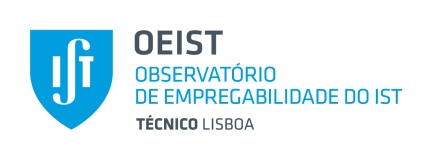 IST
OEIST
OBSERVATÓRIO
DE EMPREGABILIDADE DO IST
TÉCNICO LISBOA